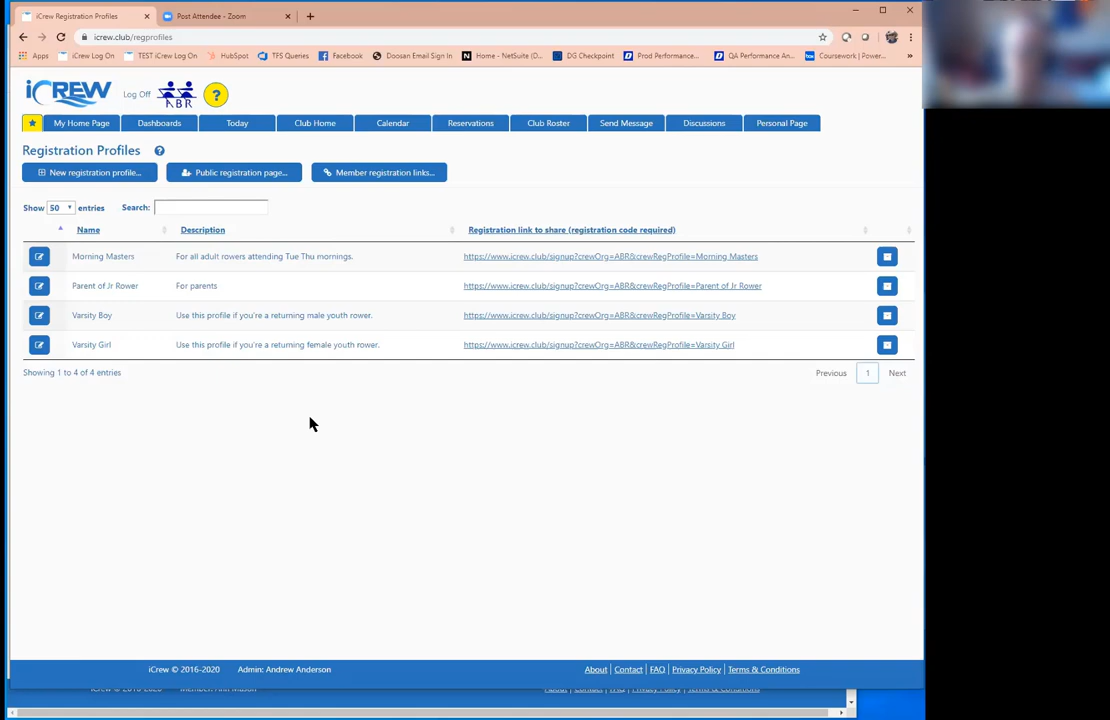 iCrew Registration Profiles
Post Attendee - Zoom
icrew.club/regprofiles
Apps
iCrew Log On
TEST iCrew Log On
HubSpot
TFS Queries
Facebook
Doosan Email Sign In
Home - NetSuite (D...
DG Checkpoint
Prod Performance...
QA Performance An...
Coursework | Power...
iCREW
Log Off
ABR
?
My Home Page
Dashboards
Today
Club Home
Calendar
Reservations
Club Roster
Send Message
Discussions
Personal Page
Registration Profiles ?
New registration profile...
Public registration page...
Member registration links...
Show 50 entries Search:
Name Description Registration link to share (registration code required)
Morning Masters For all adult rowers attending Tue Thu mornings. https://www.icrew.club/signup?crewOrg=ABR&crewRegProfile=Morning Masters
Parent of Jr Rower For parents https://www.icrew.club/signup?crewOrg=ABR&crewRegProfile=Parent of Jr Rower
Varsity Boy Use this profile if you're a returning male youth rower. https://www.icrew.club/signup?crewOrg=ABR&crewRegProfile=Varsity Boy
Varsity Girl Use this profile if you're a returning female youth rower. https://www.icrew.club/signup?crewOrg=ABR&crewRegProfile=Varsity Girl
Showing 1 to 4 of 4 entries
Previous 1 Next
iCrew © 2016-2020 Admin: Andrew Anderson
About | Contact | FAQ | Privacy Policy | Terms & Conditions